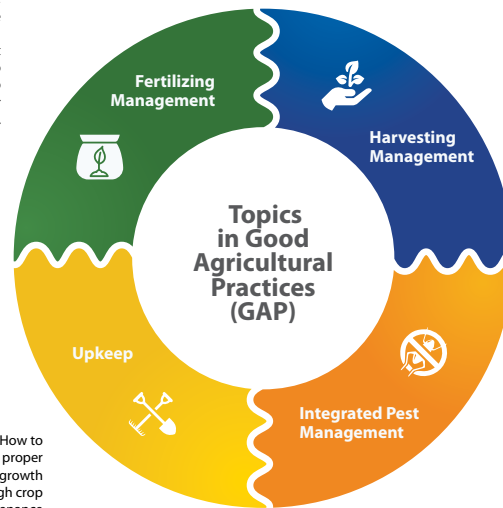 Fertilizing
Management
Harvesting
Management
Topics
in Good
Agricultural
Practices
(GAP)
Upkeep
Integrated Pest
Management
How to
proper
growth
gh crop